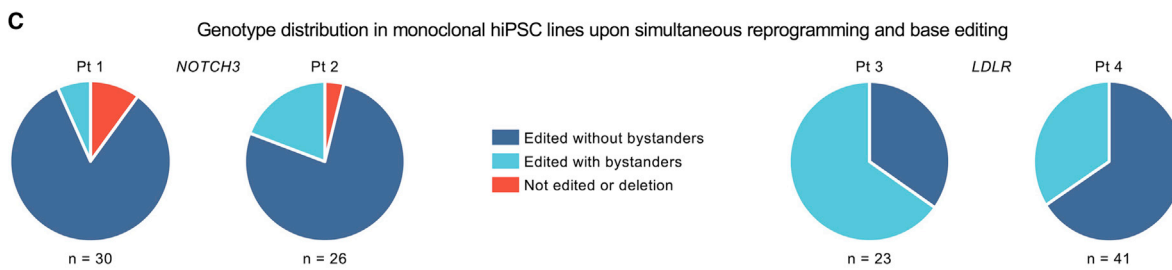 C
Genotype distribution in monoclonal hiPSC lines upon simultaneous reprogramming and base editing
Pt 1 NOTCH3 Pt 2 Pt 3 LDLR Pt 4
Edited without bystanders
Edited with bystanders
Not edited or deletion
n = 30 n = 26 n = 23 n = 41